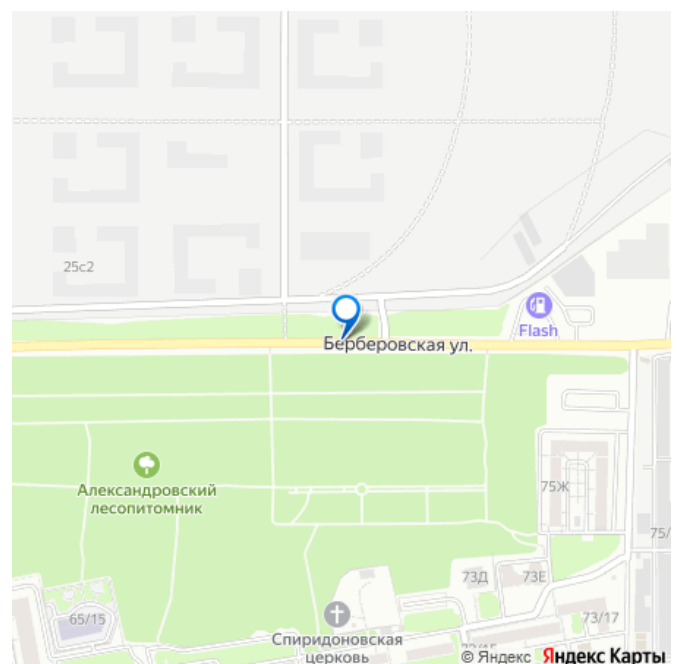 25с2
Flash
Берберовская ул.
Александровский
лесопитомник
75Ж
75/
73Д
73Е
65/15
73/17
Спиридоновская
церковь
© Яндекс Яндекс Карты